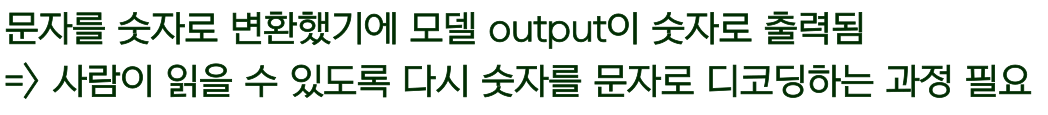 문자를 숫자로 변환했기에 모델 output이 숫자로 출력됨
=> 사람이 읽을 수 있도록 다시 숫자를 문자로 디코딩하는 과정 필요